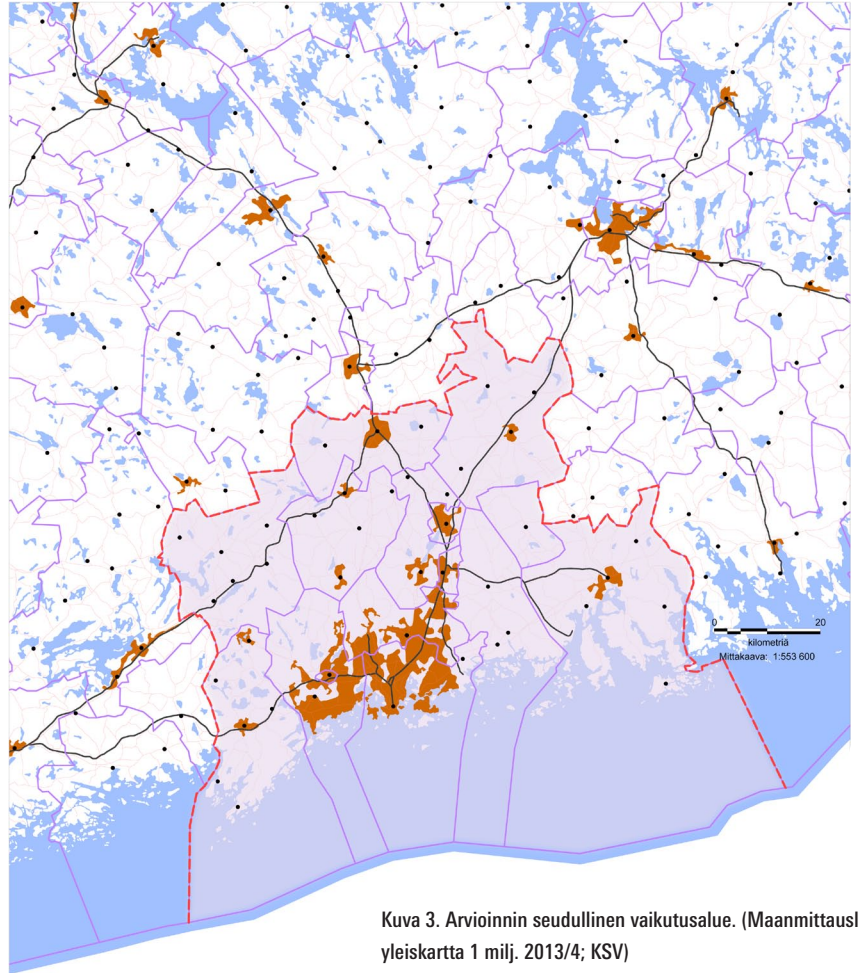 0 20
kilometriä
Mittakaava: 1:553 600
Kuva 3. Arvioinnin seudullinen vaikutusalue. (Maanmittausl
yleiskartta 1 milj. 2013/4; KSV)